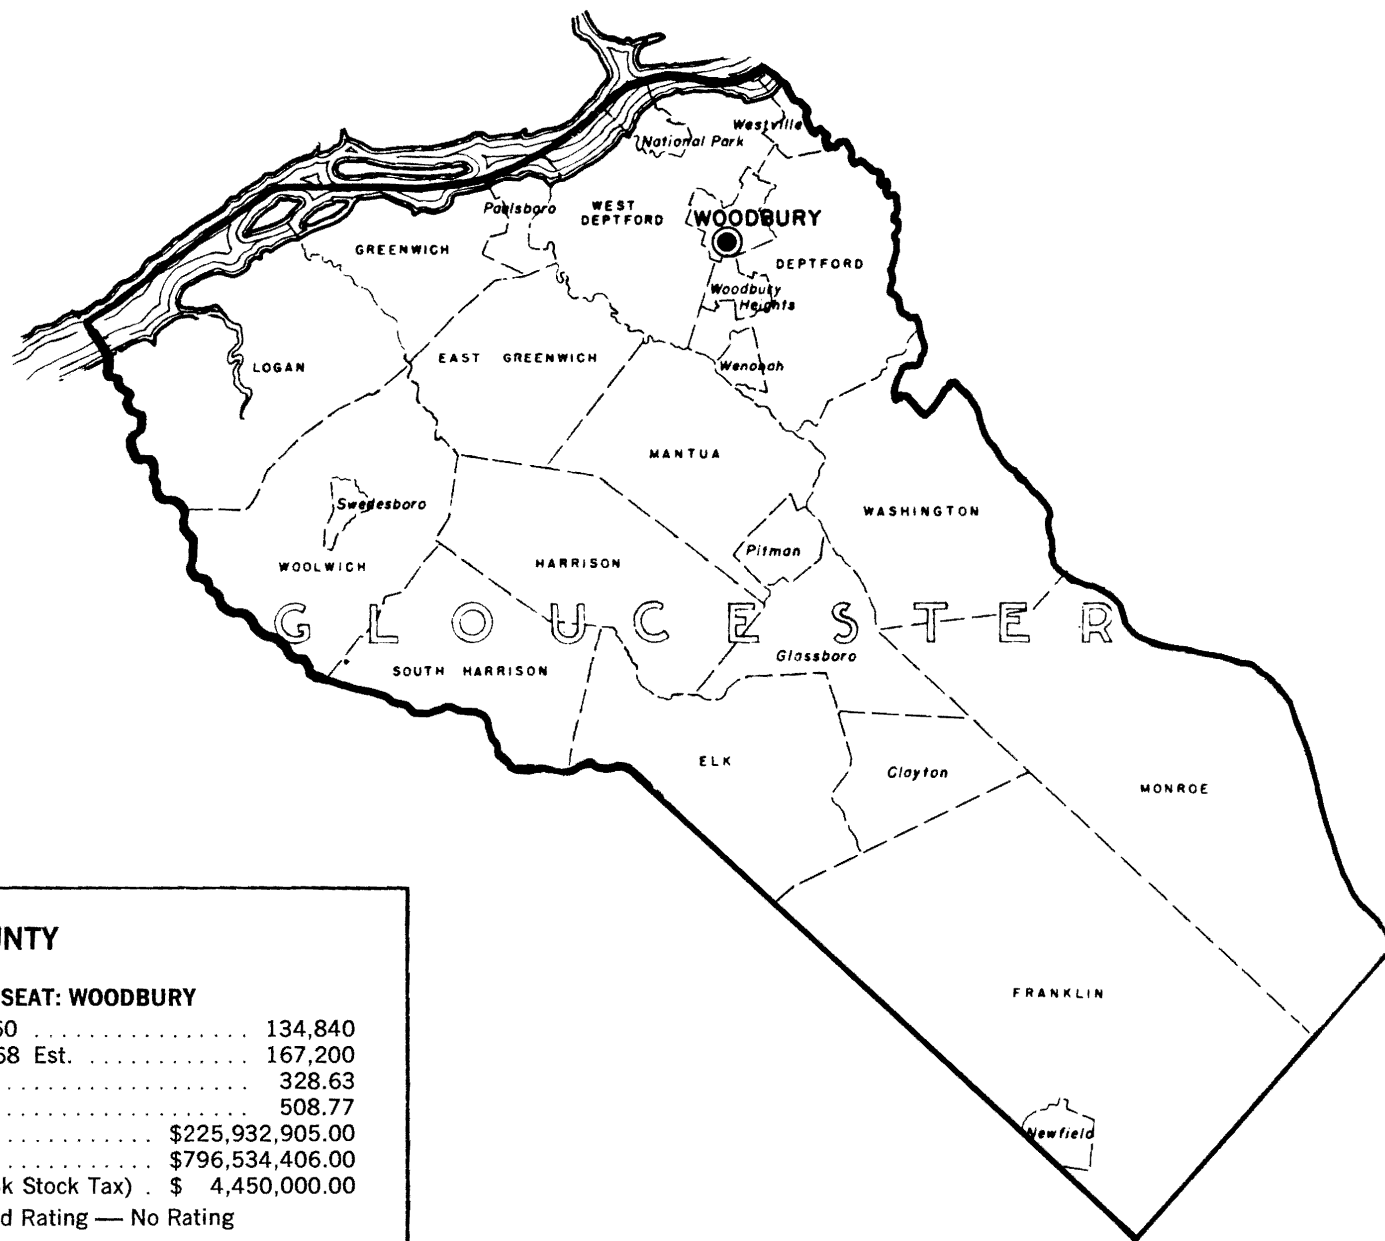 National Park
Westville
Paulsboro
WEST
DEPTFORD
WOODBURY
GREENWICH
DEPTFORD
Woodbury
Heights
LOGAN
EAST GREENWICH
Wenonah
MANTUA
Swedesboro
WASHINGTON
Pitman
WOOLWICH
HARRISON
GLOUCESTER
Glassboro
SOUTH HARRISON
ELK
Clayton
MONROE
FRANKLIN
Newfield
UNTY
SEAT: WOODBURY
60 ................ 134,840
68 Est. ............ 167,200
.................. 328.63
.................. 508.77
........... $225,932,905.00
........... $796,534,406.00
k Stock Tax) . $ 4,450,000.00
d Rating — No Rating